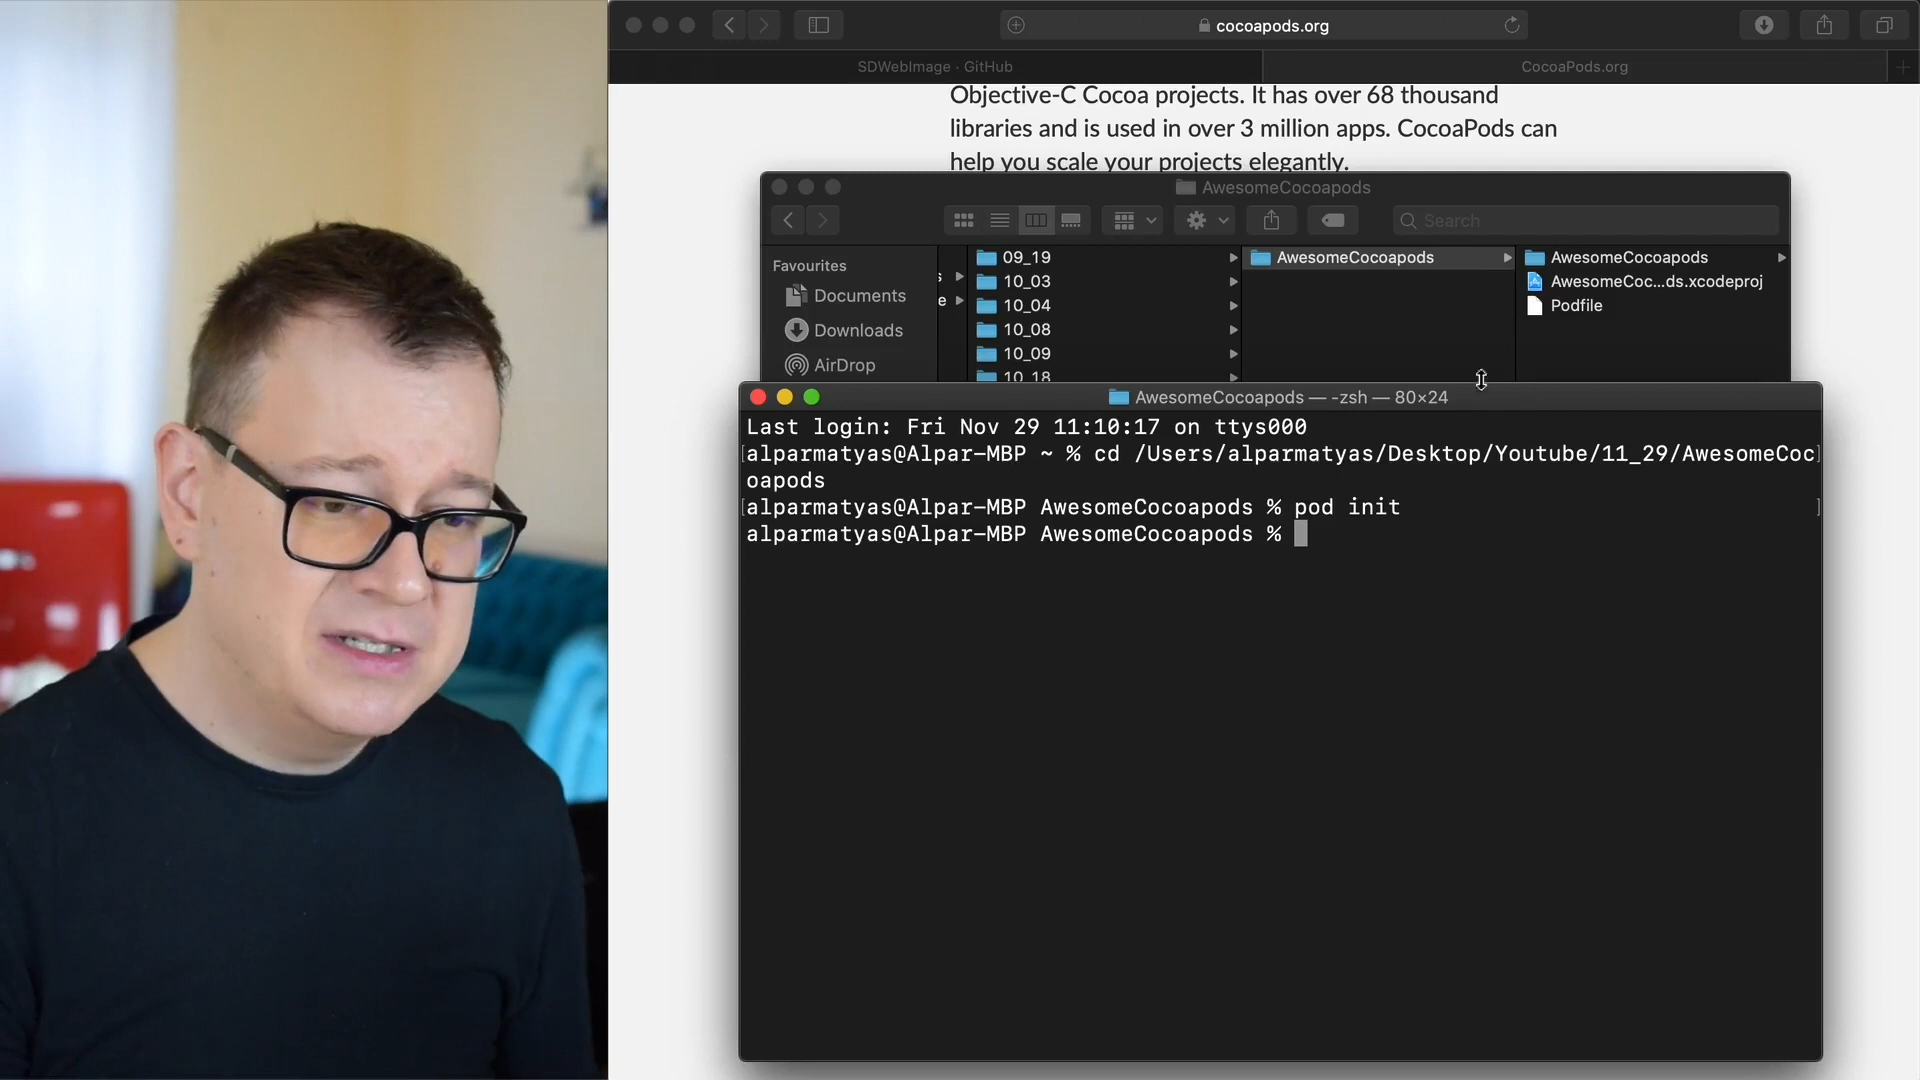 cocoapods.org
SDWebImage · GitHub
CocoaPods.org
Objective-C Cocoa projects. It has over 68 thousand
libraries and is used in over 3 million apps. CocoaPods can
help you scale your projects elegantly.
AwesomeCocoapods
Search
Favourites
Documents
Downloads
AirDrop
s
e
09_19
10_03
10_04
10_08
10_09
10_18
AwesomeCocoapods
AwesomeCocoapods
AwesomeCoc...ds.xcodeproj
Podfile
AwesomeCocoapods — -zsh — 80×24
Last login: Fri Nov 29 11:10:17 on ttys000
[alparmatyas@Alpar-MBP ~ % cd /Users/alparmatyas/Desktop/Youtube/11_29/AwesomeCoc]
oapods
[alparmatyas@Alpar-MBP AwesomeCocoapods % pod init ]
alparmatyas@Alpar-MBP AwesomeCocoapods %